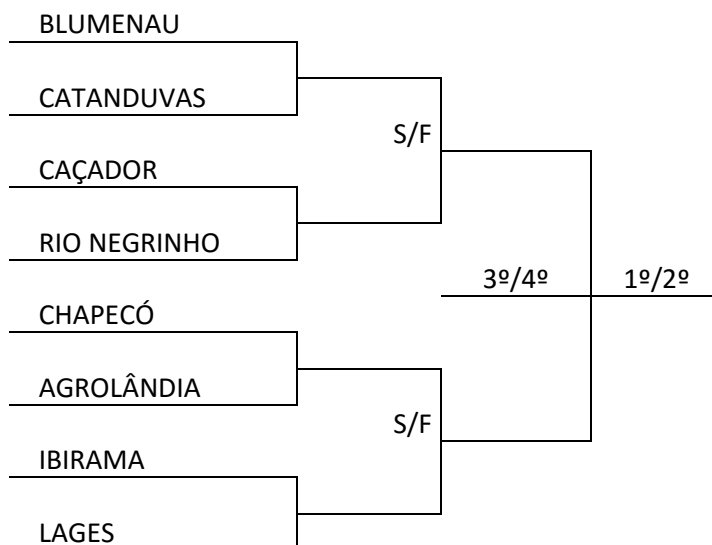 BLUMENAU
CATANDUVAS
S/F
CAÇADOR
RIO NEGRINHO
3º/4º 1º/2º
CHAPECÓ
AGROLÂNDIA
S/F
IBIRAMA
LAGES